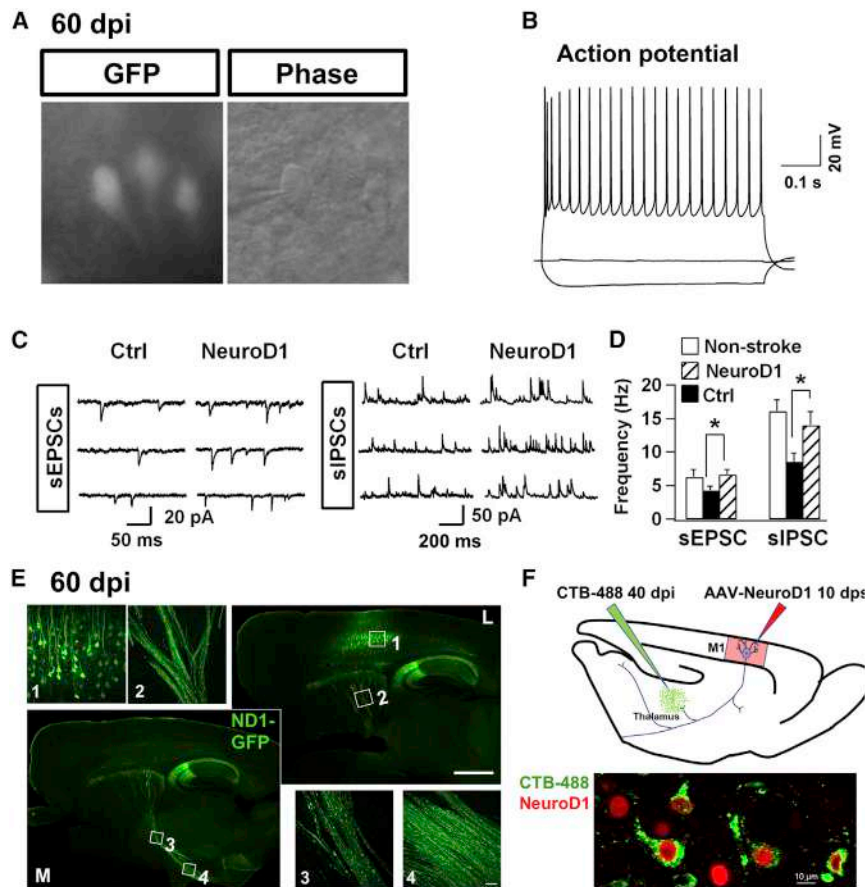 A 60 dpi
GFP Phase
B
Action potential
20 mV
0.1 s
C
Ctrl NeuroD1 Ctrl NeuroD1
sEPSCs
sIPSCs
20 pA
50 ms
50 pA
200 ms
D
Non-stroke
NeuroD1
Ctrl
Frequency (Hz)
20
15
10
5
0
* *
sEPSC sIPSC
E 60 dpi
L
1
2
1
2
ND1-
GFP
3
4
M
3
4
F
CTB-488 40 dpi AAV-NeuroD1 10 dps
M1
Thalamus
CTB-488
NeuroD1
10 µm